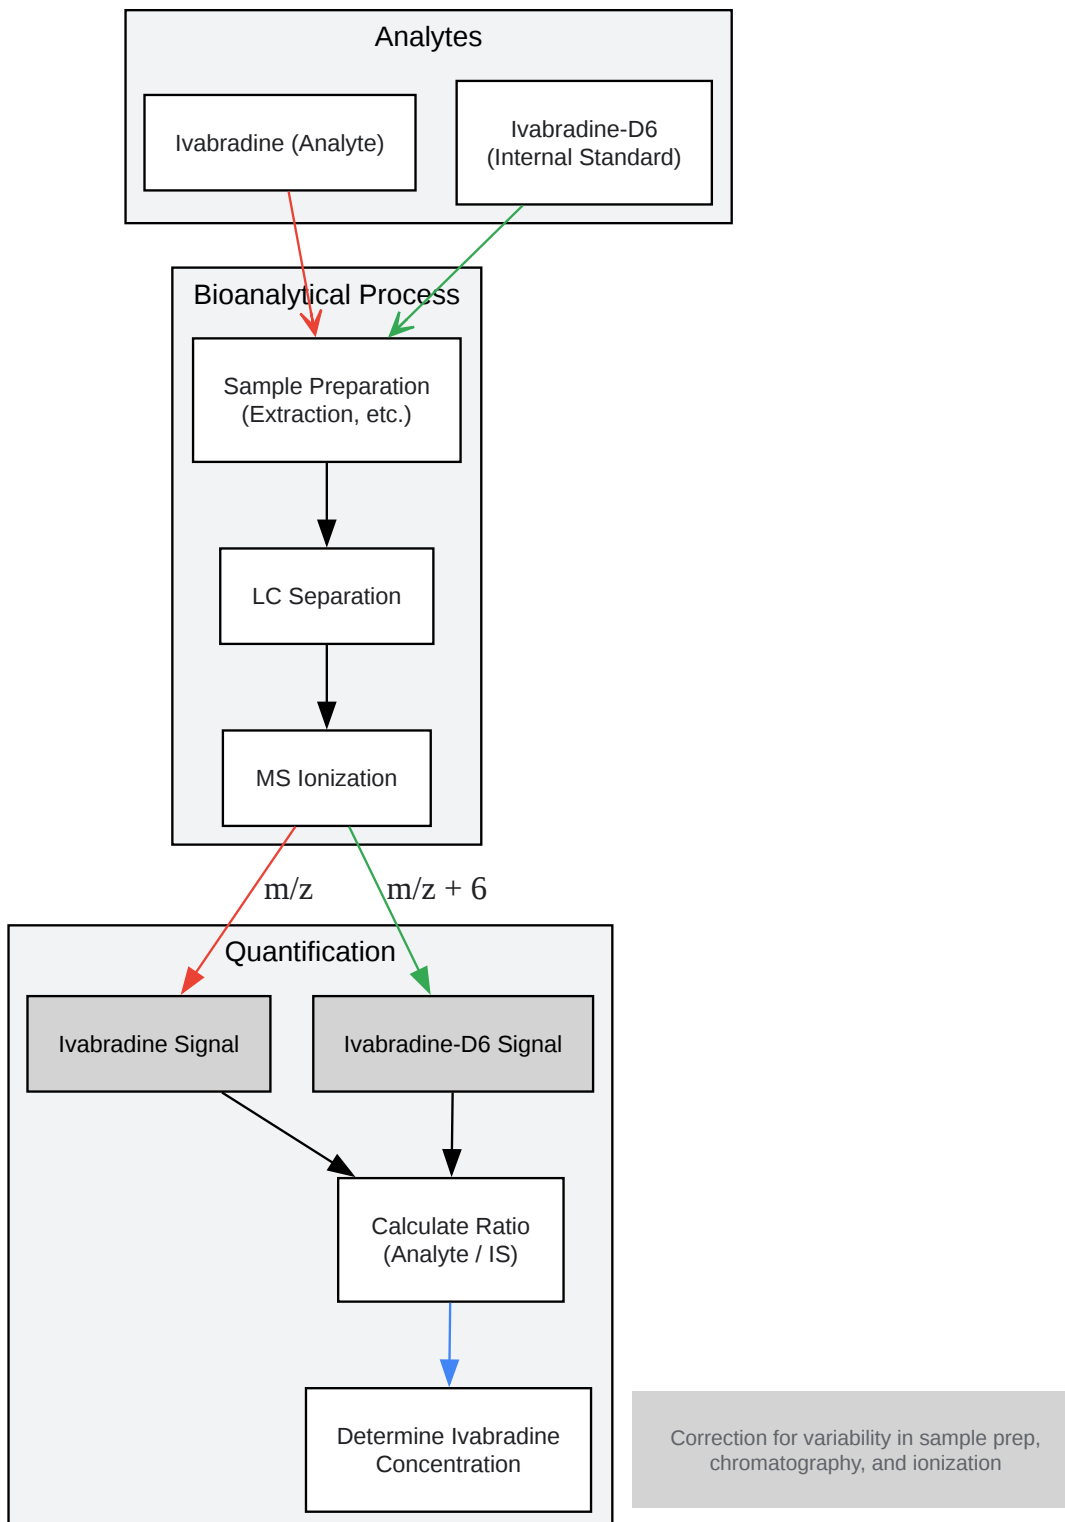 Analytes
Ivabradine (Analyte)
Ivabradine-D6
(Internal Standard)
Bioanalytical Process
Sample Preparation
(Extraction, etc.)
LC Separation
MS Ionization
m/z
m/z + 6
Quantification
Ivabradine Signal
Ivabradine-D6 Signal
Calculate Ratio
(Analyte / IS)
Determine Ivabradine
Concentration
Correction for variability in sample prep,
chromatography, and ionization